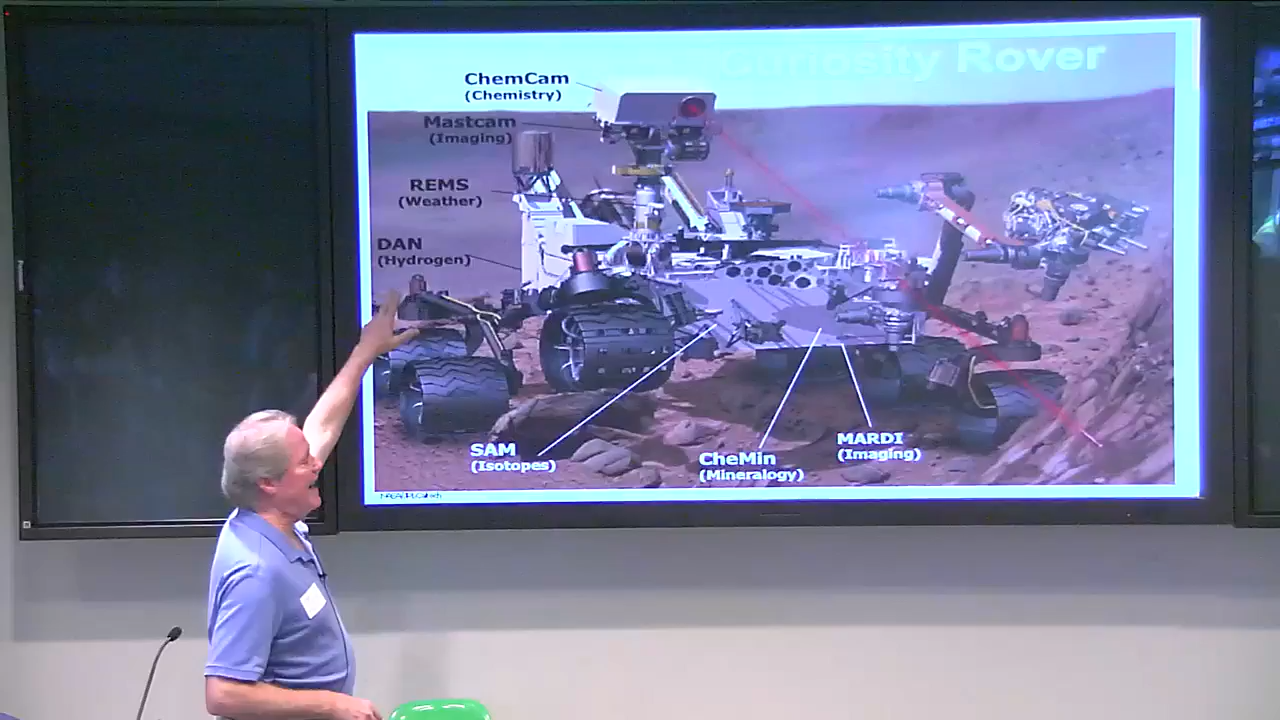 Curiosity Rover
ChemCam
(Chemistry)
Mastcam
(Imaging)
REMS
(Weather)
DAN
(Hydrogen)
SAM
(Isotopes)
CheMin
(Mineralogy)
MARDI
(Imaging)